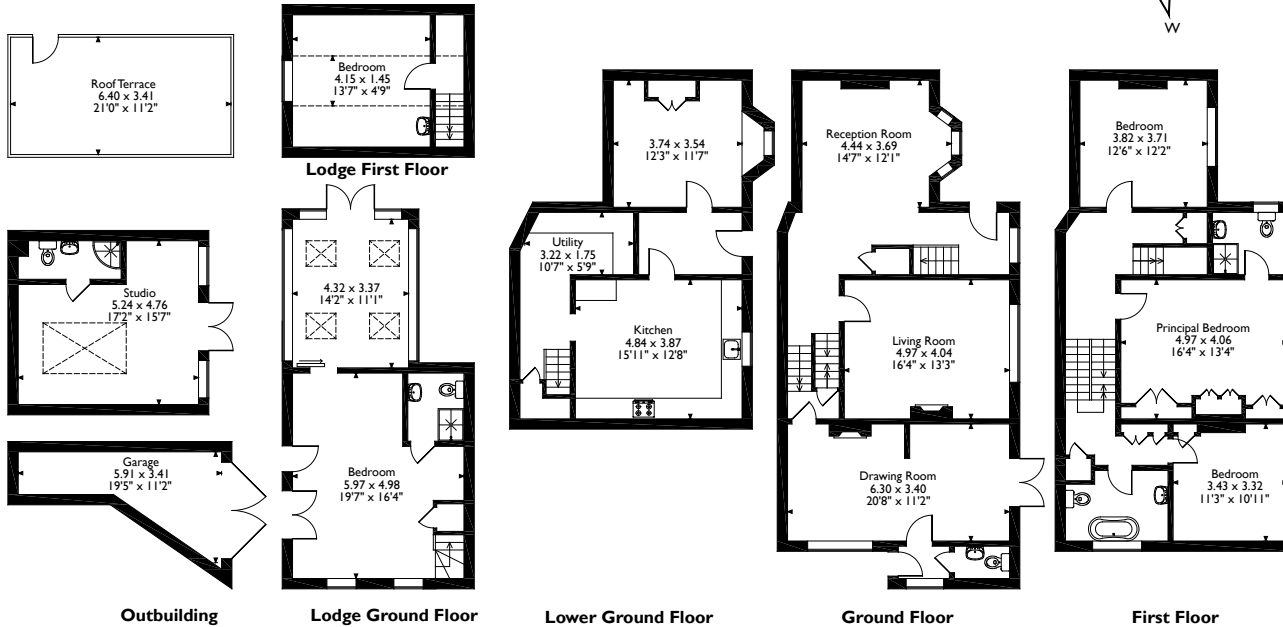 W
Roof Terrace
6.40 x 3.41
21'0" x 11'2"
Bedroom
4.15 x 1.45
13'7" x 4'9"
Lodge First Floor
Studio
5.24 x 4.76
17'2" x 15'7"
Garage
5.91 x 3.41
19'5" x 11'2"
Outbuilding
4.32 x 3.37
14'2" x 11'1"
Bedroom
5.97 x 4.98
19'7" x 16'4"
Lodge Ground Floor
3.74 x 3.54
12'3" x 11'7"
Utility
3.22 x 1.75
10'7" x 5'9"
Kitchen
4.84 x 3.87
15'11" x 12'8"
Lower Ground Floor
Reception Room
4.44 x 3.69
14'7" x 12'1"
Living Room
4.97 x 4.04
16'4" x 13'3"
Drawing Room
6.30 x 3.40
20'8" x 11'2"
Ground Floor
Bedroom
3.82 x 3.71
12'6" x 12'2"
Principal Bedroom
4.97 x 4.06
16'4" x 13'4"
Bedroom
3.43 x 3.32
11'3" x 10'11"
First Floor